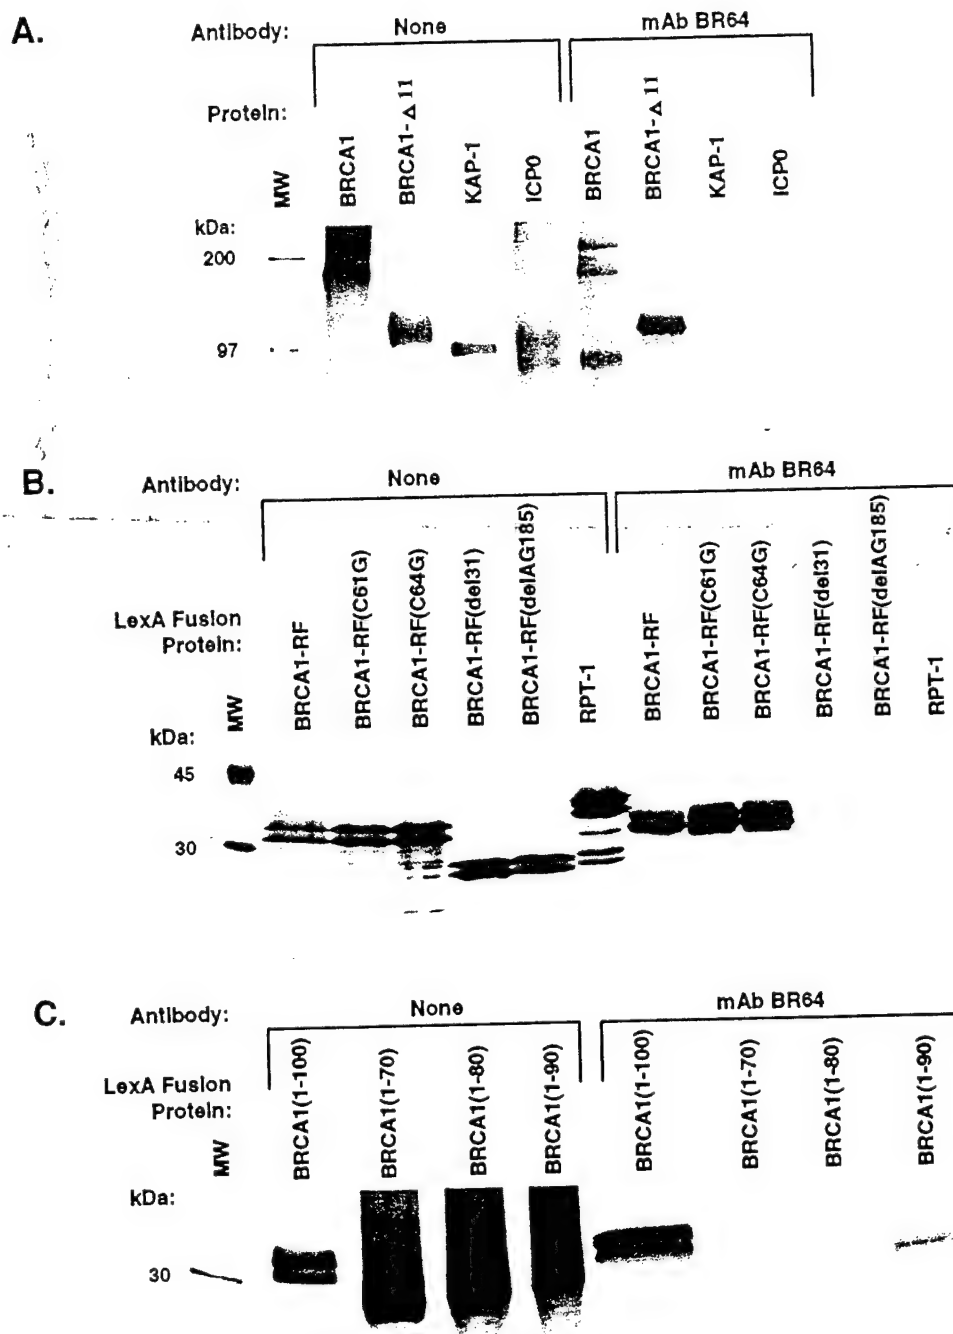 A.
Antibody: None mAb BR64
Protein:
MW BRCA1 BRCA1-Δ 11 KAP-1 ICP0 BRCA1 BRCA1-Δ 11 KAP-1 ICP0
kDa:
200
97
B.
Antibody: None mAb BR64
LexA Fusion
Protein:
MW BRCA1-RF BRCA1-RF(C61G) BRCA1-RF(C64G) BRCA1-RF(del31) BRCA1-RF(delAG185) RPT-1 BRCA1-RF BRCA1-RF(C61G) BRCA1-RF(C64G) BRCA1-RF(del31) BRCA1-RF(delAG185) RPT-1
kDa:
45
30
C.
Antibody: None mAb BR64
LexA Fusion
Protein:
MW BRCA1(1-100) BRCA1(1-70) BRCA1(1-80) BRCA1(1-90) BRCA1(1-100) BRCA1(1-70) BRCA1(1-80) BRCA1(1-90)
kDa:
30